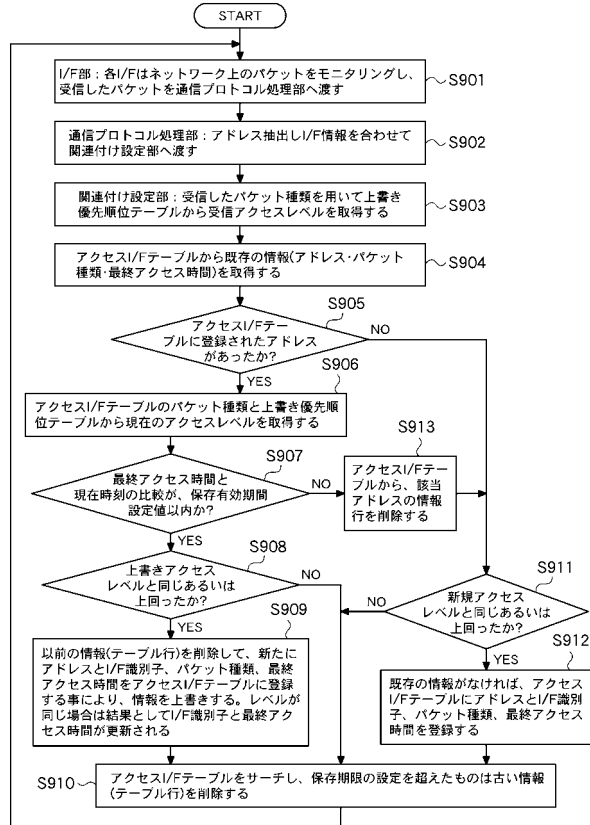 START
I/F部：各I/Fはネットワーク上のパケットをモニタリングし、
受信したパケットを通信プロトコル処理部へ渡す
S901
通信プロトコル処理部：アドレス抽出しI/F情報を合わせて
関連付け設定部へ渡す
S902
関連付け設定部：受信したパケット種類を用いて上書き
優先順位テーブルから受信アクセスレベルを取得する
S903
アクセスI/Fテーブルから既存の情報(アドレス・パケット
種類・最終アクセス時間)を取得する
S904
S905
アクセスI/Fテー
ブルに登録されたアドレス
があったか?
NO
YES
S906
アクセスI/Fテーブルのパケット種類と上書き優先順
位テーブルから現在のアクセスレベルを取得する
S907
最終アクセス時間と
現在時刻の比較が、保存有効期間
設定値以内か?
NO
YES
S913
アクセスI/Fテーブ
ルから、該当
アドレスの情報
行を削除する
S908
上書きアクセス
レベルと同じあるいは
上回ったか?
NO
YES
S911
新規アクセス
レベルと同じあるいは
上回ったか?
NO
YES
S909
以前の情報(テーブル行)を削除して、新たに
アドレスとI/F識別子、パケット種類、最終
アクセス時間をアクセスI/Fテーブルに登録
する事により、情報を上書きする。レベルが
同じ場合は結果としてI/F識別子と最終アク
セス時間が更新される
S912
既存の情報がなければ、アクセス
I/FテーブルにアドレスとI/F識別
子、パケット種類、最終アクセス
時間を登録する
S910
アクセスI/Fテーブルをサーチし、保存期限の設定を超えたものは古い情報
(テーブル行)を削除する